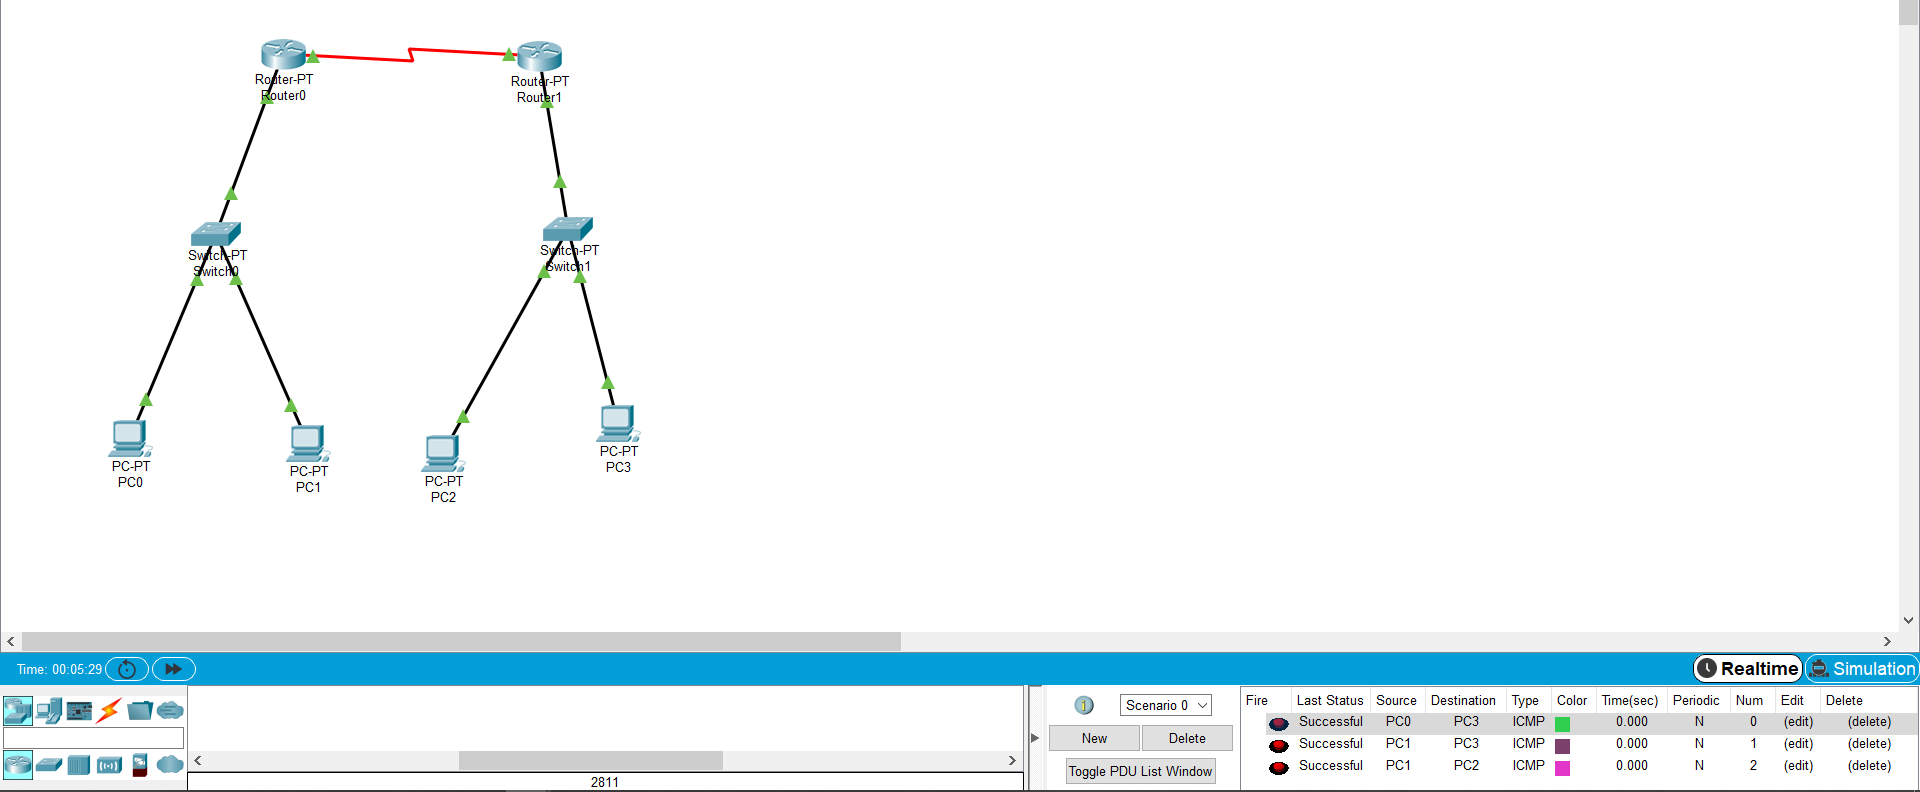 Router-PT
Router0
Router-PT
Router1
Switch-PT
Switch0
Switch-PT
Switch1
PC-PT
PC0
PC-PT
PC1
PC-PT
PC2
PC-PT
PC3
Time: 00:05:29
Realtime
Simulation
2811
Scenario 0
New
Delete
Toggle PDU List Window
Fire Last Status Source Destination Type Color Time(sec) Periodic Num Edit Delete
Successful PC0 PC3 ICMP 0.000 N 0 (edit) (delete)
Successful PC1 PC3 ICMP 0.000 N 1 (edit) (delete)
Successful PC1 PC2 ICMP 0.000 N 2 (edit) (delete)